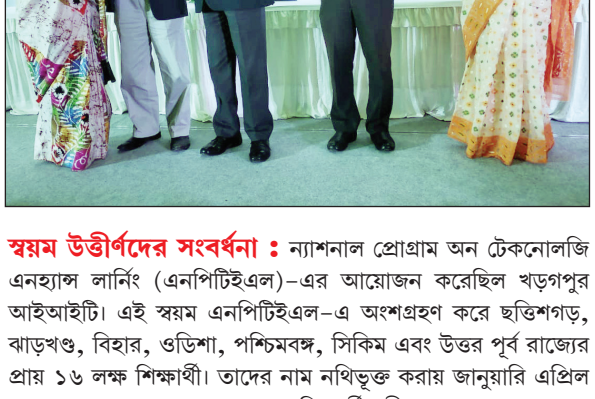 স্বয়ম উত্তীর্ণদের সংবর্ধনা : ন্যাশনাল প্রোগ্রাম অন টেকনোলজি
এনহ্যান্স লার্নিং (এনপিটিইএল)-এর আয়োজন করেছিল খড়গপুর
আইআইটি। এই স্বয়ম এনপিটিইএল-এ অংশগ্রহণ করে ছত্তিশগড়,
ঝাড়খণ্ড, বিহার, ওডিশা, পশ্চিমবঙ্গ, সিকিম এবং উত্তর পূর্ব রাজ্যের
প্রায় ১৬ লক্ষ শিক্ষার্থী। তাদের নাম নথিভূক্ত করায় জানুয়ারি এপ্রিল